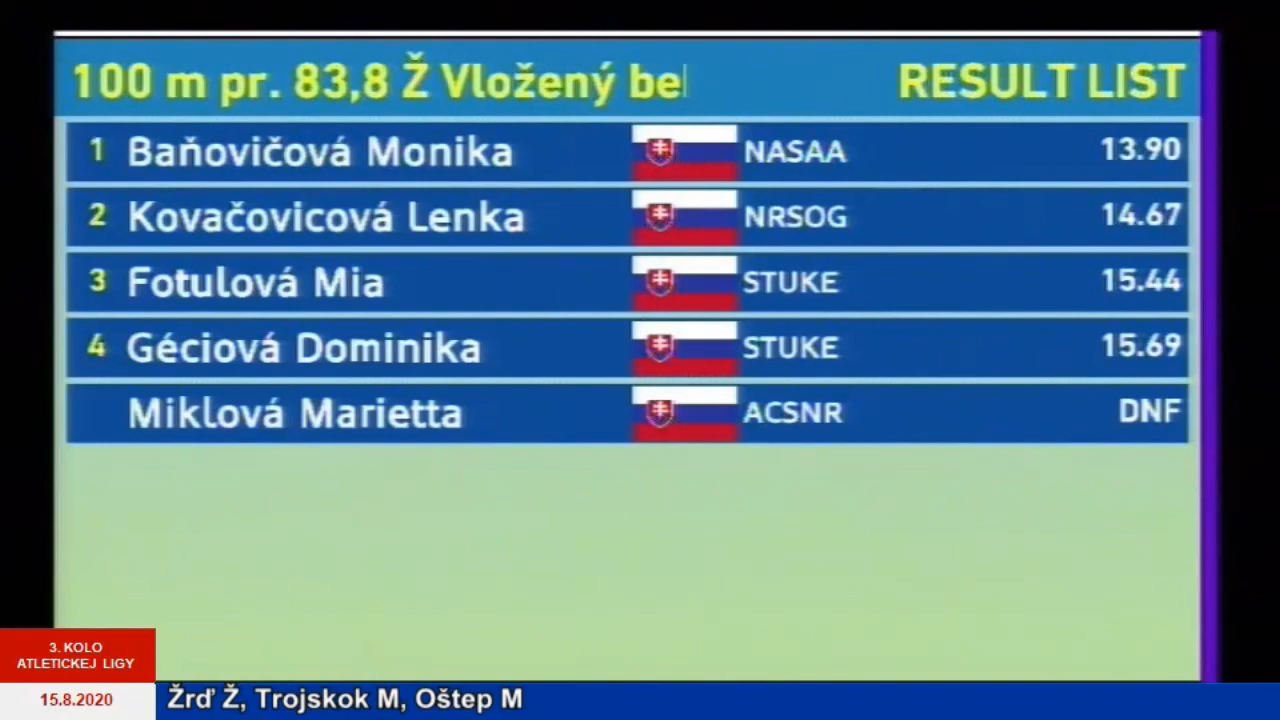 100 m pr. 83,8 Ž Vložený be RESULT LIST
1 Baňovičová Monika NASAA 13.90
2 Kovačovicová Lenka NRSOG 14.67
3 Fotulová Mia STUKE 15.44
4 Géciová Dominika STUKE 15.69
Miklová Marietta ACSNR DNF
3. KOLO
ATLETICKEJ LIGY
15.8.2020 Žrď Ž, Trojskok M, Oštep M